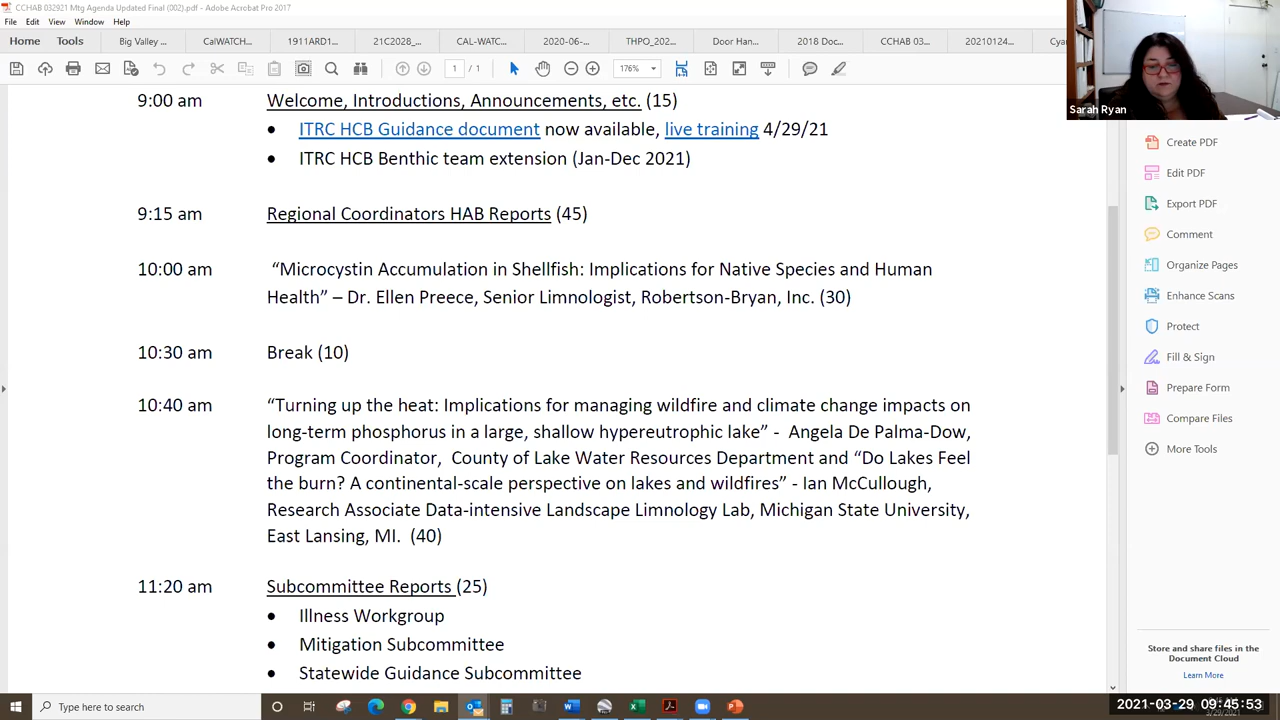 CCHAB 032921 Mtg Agenda Updated Final (002).pdf - Adobe Acrobat Pro 2017
File Edit View Window Help
Home Tools Big Valley ... CalWATCH... 1911ARD1... *_2028_... CAL-WATC... 2020-06-... THPO_202... Door Han... 2018 Doc... CCHAB 03... 20210124...
1 / 1 176%
Sarah Ryan
9:00 am Welcome, Introductions, Announcements, etc. (15)
• ITRC HCB Guidance document now available, live training 4/29/21
• ITRC HCB Benthic team extension (Jan-Dec 2021)
9:15 am Regional Coordinators HAB Reports (45)
10:00 am “Microcystin Accumulation in Shellfish: Implications for Native Species and Human
Health” – Dr. Ellen Preece, Senior Limnologist, Robertson-Bryan, Inc. (30)
10:30 am Break (10)
10:40 am “Turning up the heat: Implications for managing wildfire and climate change impacts on
long-term phosphorus in a large, shallow hypereutrophic lake” - Angela De Palma-Dow,
Program Coordinator, County of Lake Water Resources Department and “Do Lakes Feel
the burn? A continental-scale perspective on lakes and wildfires” - Ian McCullough,
Research Associate Data-intensive Landscape Limnology Lab, Michigan State University,
East Lansing, MI. (40)
11:20 am Subcommittee Reports (25)
• Illness Workgroup
• Mitigation Subcommittee
• Statewide Guidance Subcommittee
Create PDF
Edit PDF
Export PDF
Comment
Organize Pages
Enhance Scans
Protect
Fill & Sign
Prepare Form
Compare Files
More Tools
Store and share files in the
Document Cloud
Learn More
Type here to search
2021-03-29 09:45:53